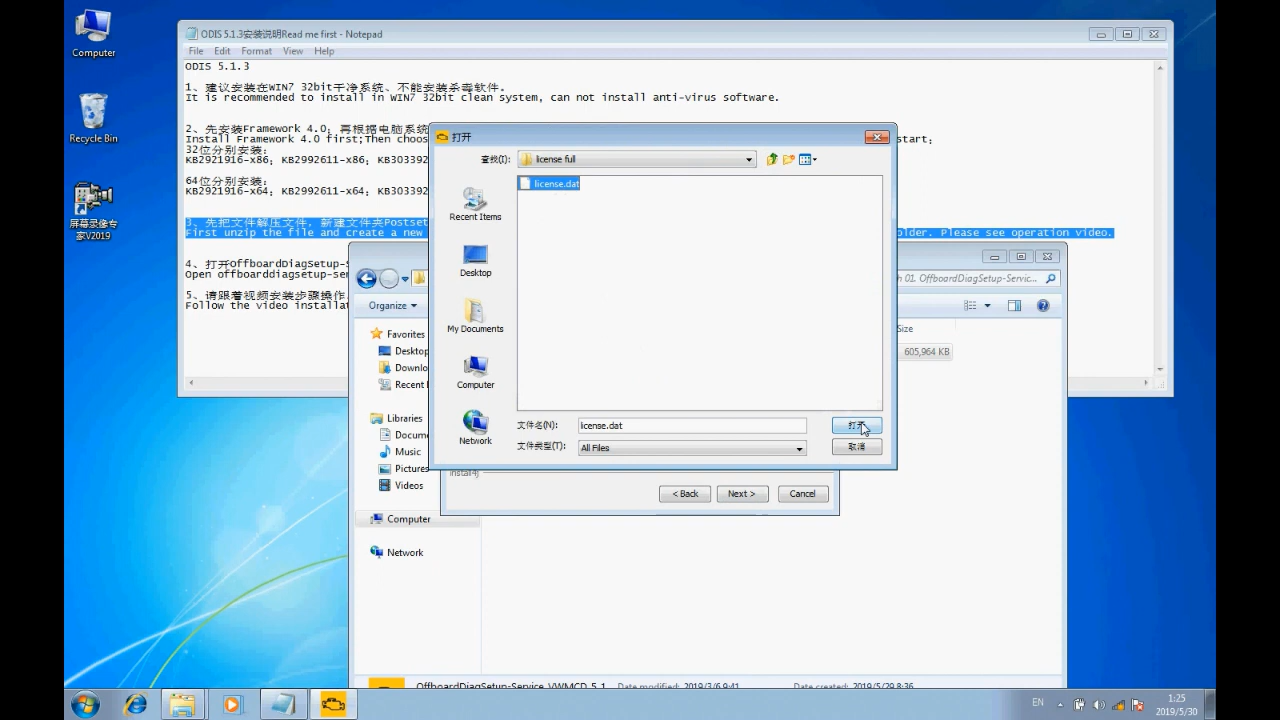 Computer
Recycle Bin
屏幕录像专
家V2019
ODIS 5.1.3安装说明Read me first - Notepad
File Edit Format View Help
ODIS 5.1.3
1、建议安装在WIN7 32bit干净系统、不能安装杀毒软件.
It is recommended to install in WIN7 32bit clean system, can not install anti-virus software.
2、先安装Framework 4.0; 再根据电脑系统
Install Framework 4.0 first;Then choos
start;
32位分别安装:
KB2921916-x86; KB2992611-x86; KB30339
64位分别安装:
KB2921916-x64, KB2992611-x64, KB30339
3、先把文件解压文件, 新建文件夹Postset
First unzip the file and create a new
older. Please see operation video.
4、打开OffboardDiagSetup-S
Open offboarddiagsetup-se
5、请跟着视频安装步骤操作
Follow the video installat
打开
查找(I):
license full
license.dat
Recent Items
Desktop
My Documents
Computer
Network
文件名(N):
license.dat
打开
文件类型(T):
All Files
取消
h 01. OffboardDiagSetup-Servic...
Organize
Size
605,964 KB
Favorites
Desktop
Downlo
Recent
Libraries
Docume
Music
Pictures
Videos
Computer
Network
install4j
< Back
Next >
Cancel
OffboardDiagSetup-Service_VWMCD_5_1
Date modified: 2019/3/6 9:41
Date created: 2019/5/29 8:36
EN
1:25
2019/5/30